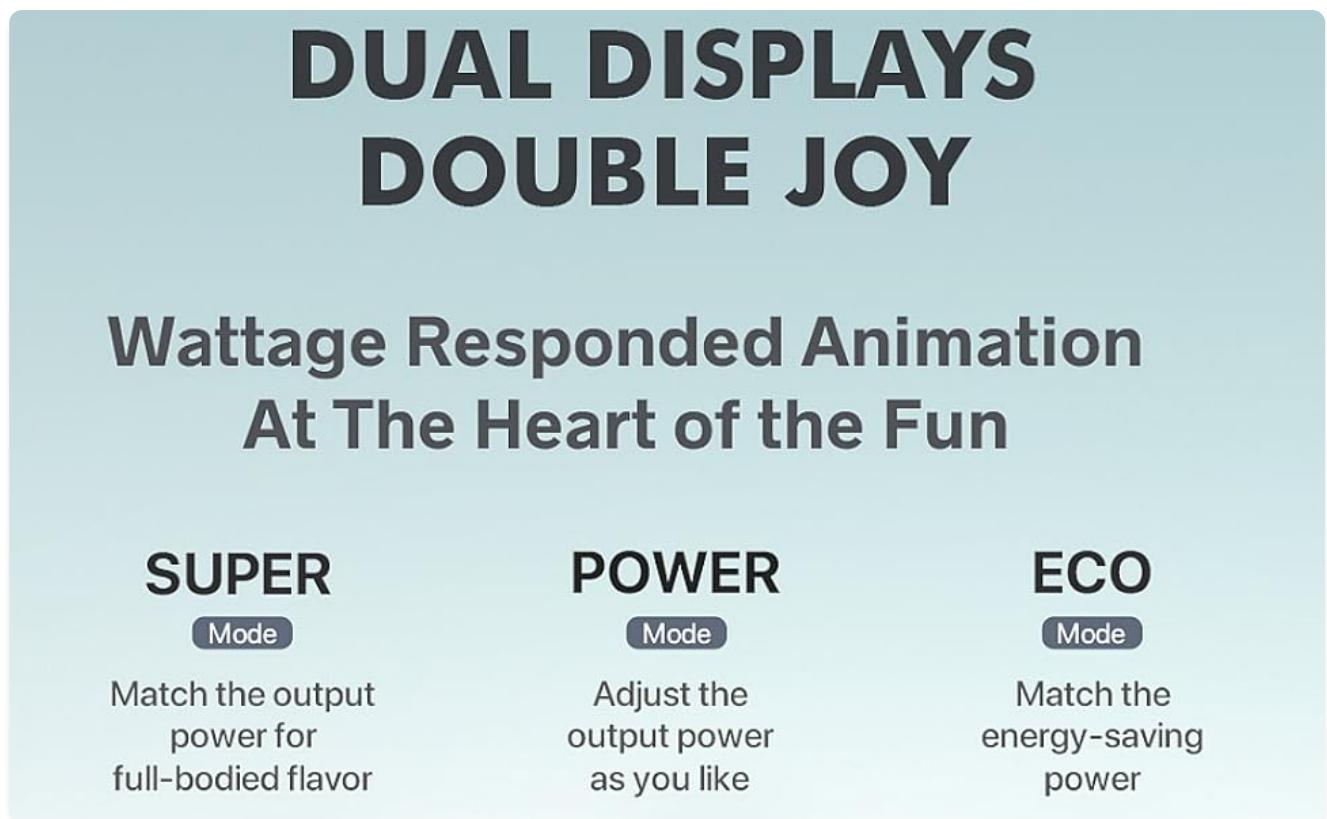 DUAL DISPLAYS
DOUBLE JOY
Wattage Responded Animation
At The Heart of the Fun
SUPER
Mode
Match the output
power for
full-bodied flavor
POWER
Mode
Adjust the
output power
as you like
ECO
Mode
Match the
energy-saving
power